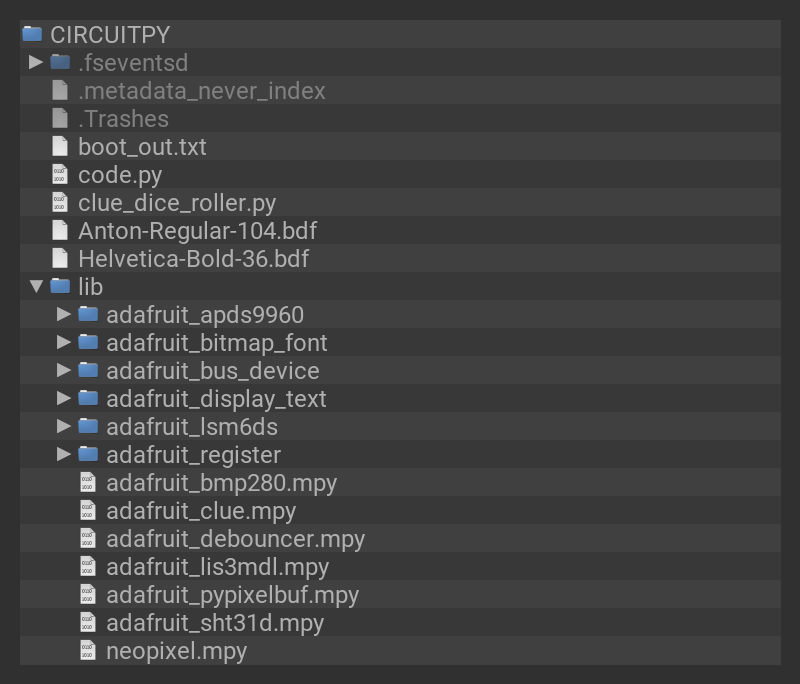 CIRCUITPY
.fseventsd
.metadata_never_index
.Trashes
boot_out.txt
code.py
clue_dice_roller.py
Anton-Regular-104.bdf
Helvetica-Bold-36.bdf
lib
adafruit_apds9960
adafruit_bitmap_font
adafruit_bus_device
adafruit_display_text
adafruit_lsm6ds
adafruit_register
adafruit_bmp280.mpy
adafruit_clue.mpy
adafruit_debouncer.mpy
adafruit_lis3mdl.mpy
adafruit_pypixelbuf.mpy
adafruit_sht31d.mpy
neopixel.mpy